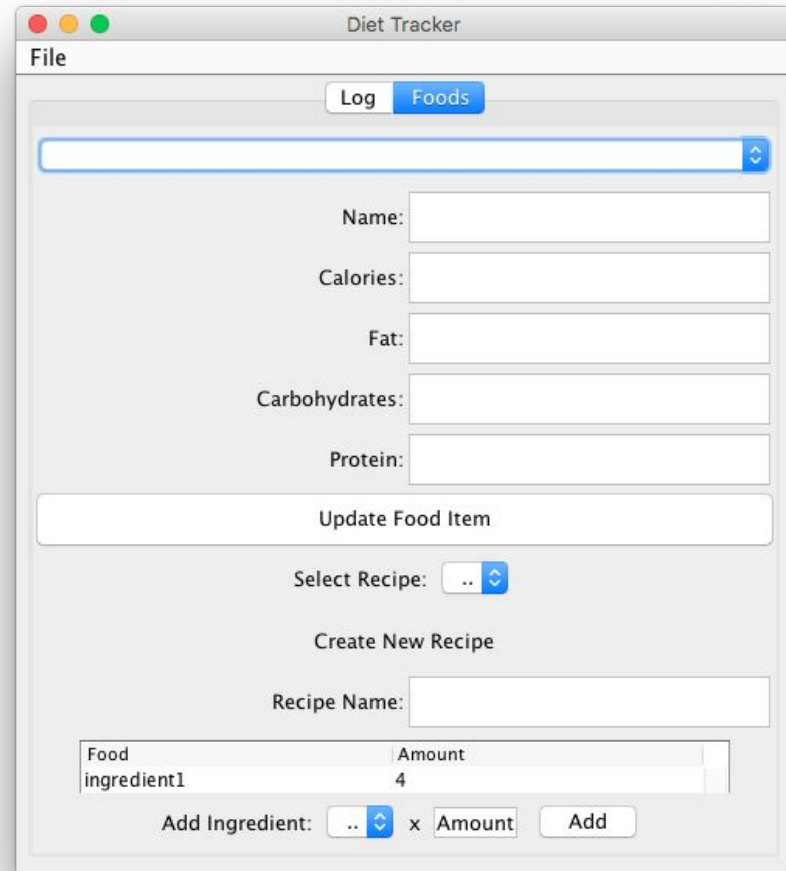 Diet Tracker
File
Log Foods
Name:
Calories:
Fat:
Carbohydrates:
Protein:
Update Food Item
Select Recipe: ..
Create New Recipe
Recipe Name:
Food Amount
ingredient1 4
Add Ingredient: .. x Amount Add